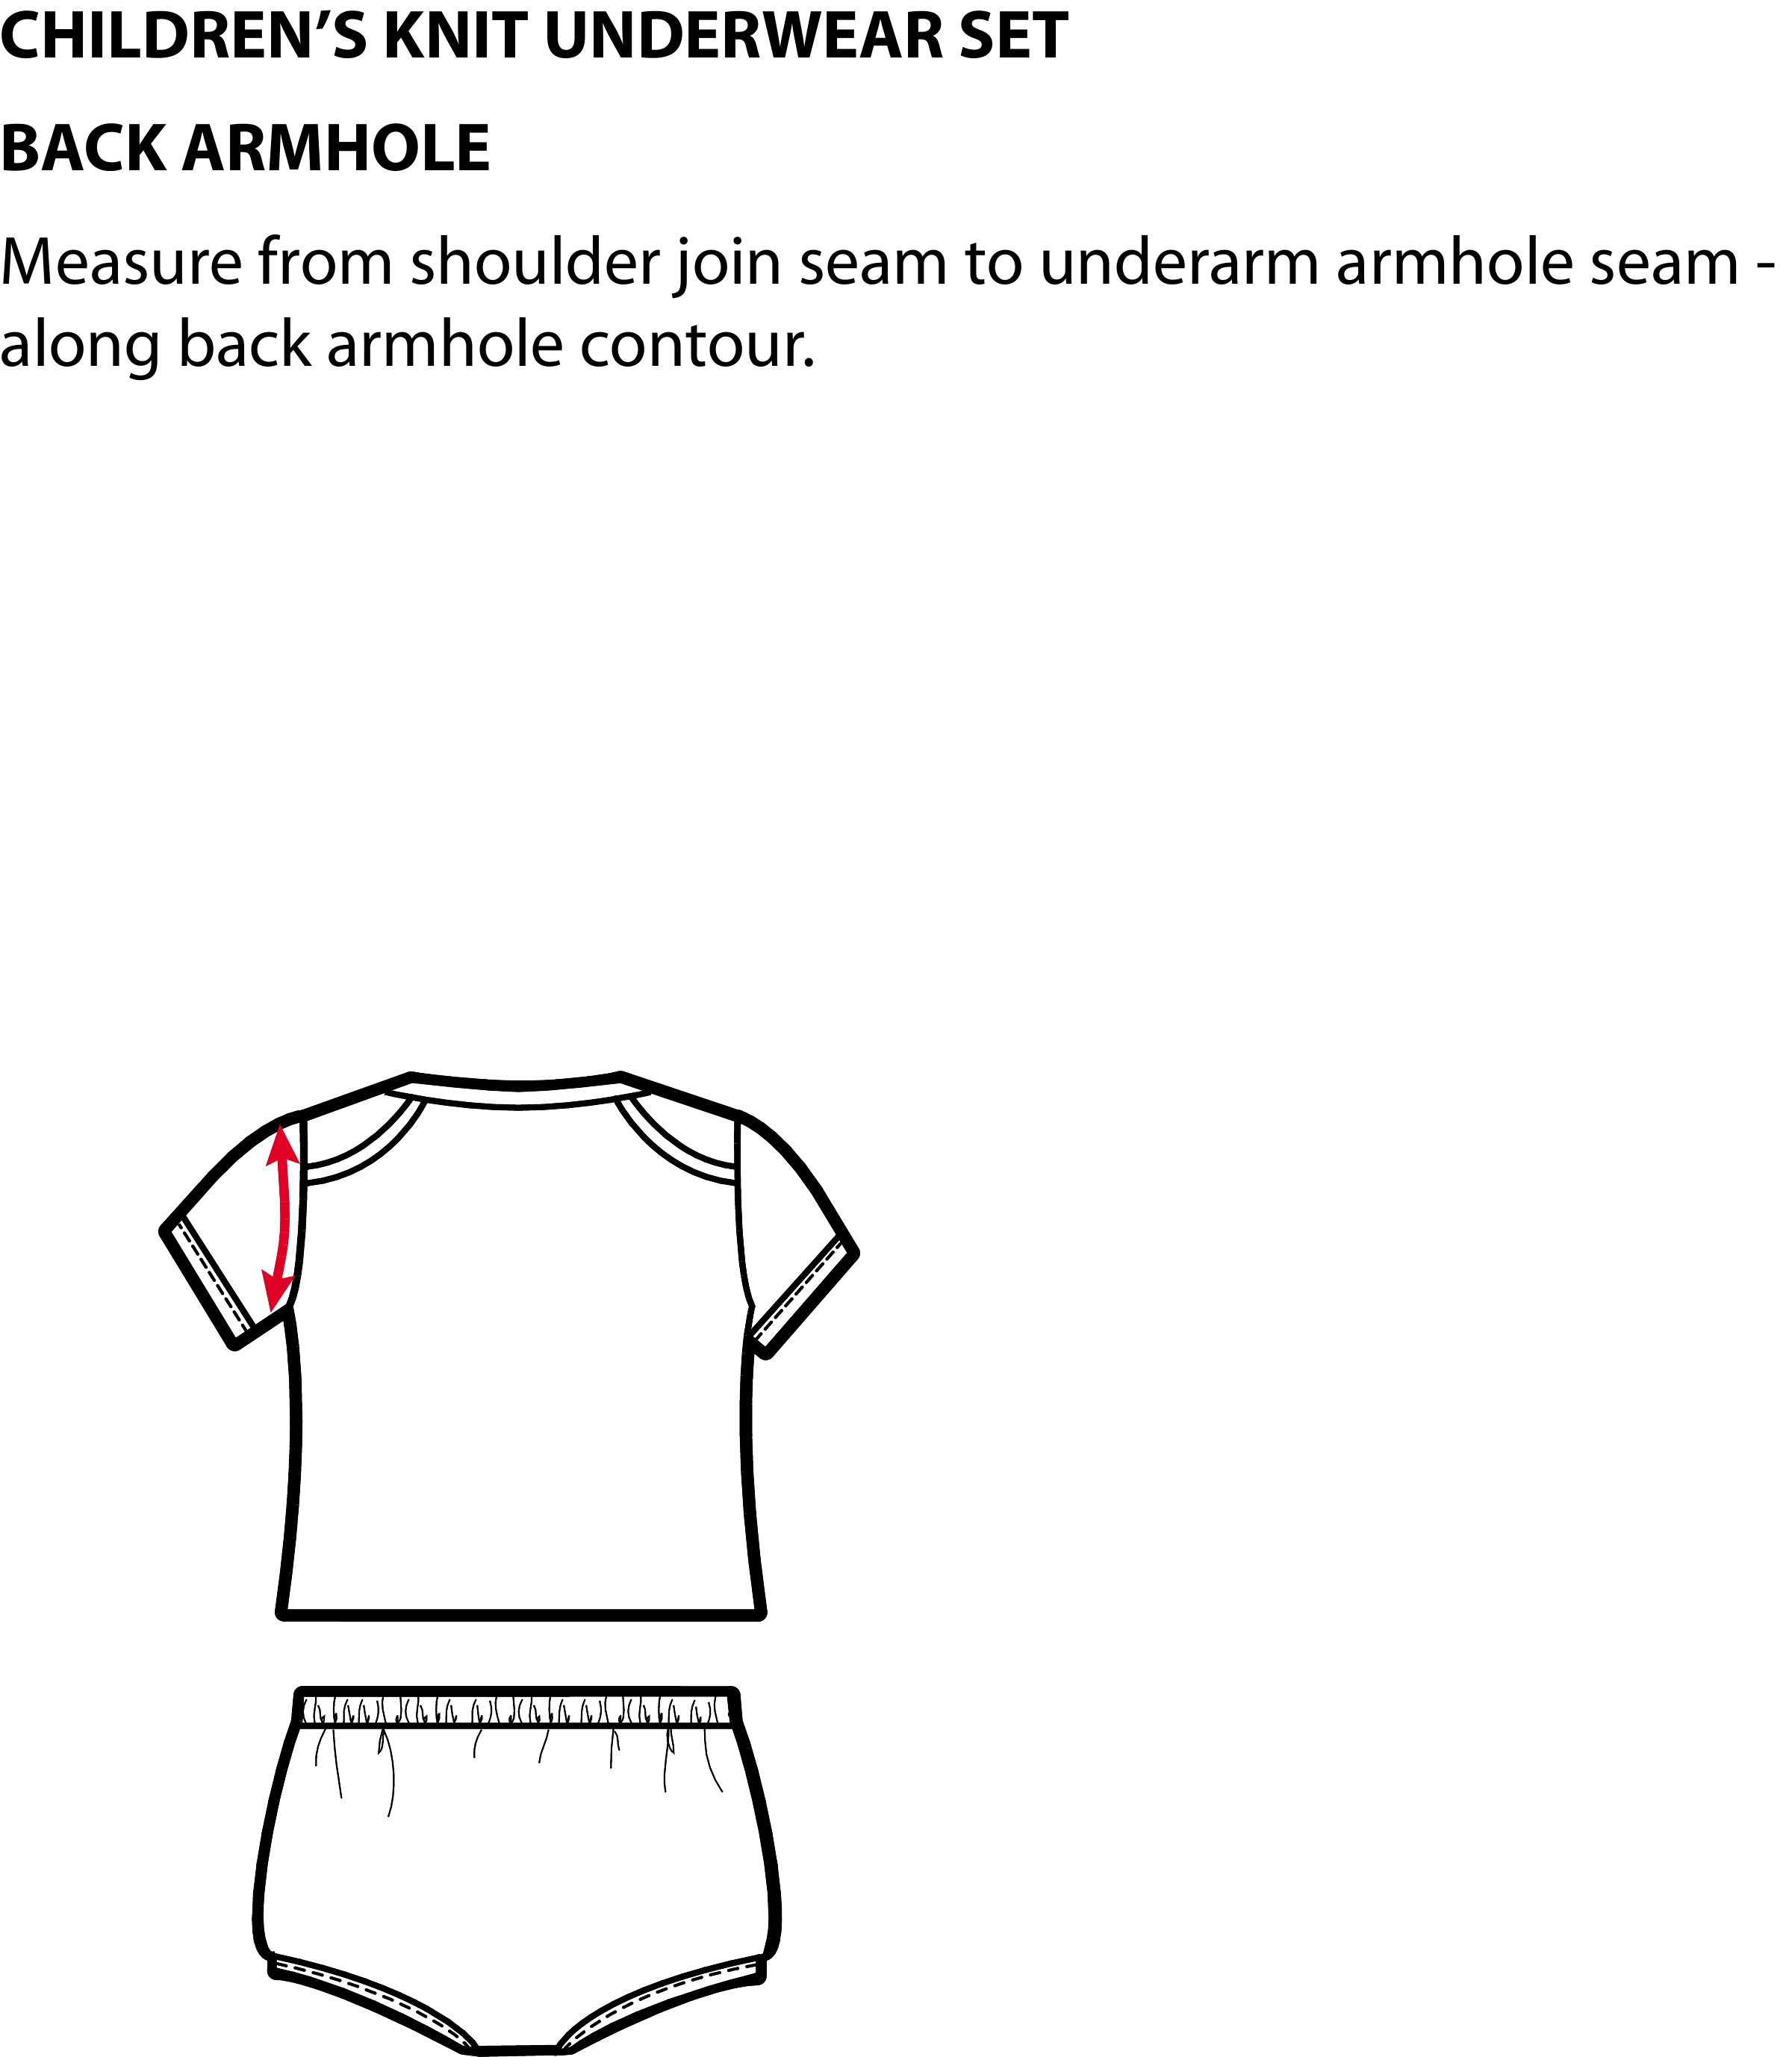 CHILDREN’S KNIT UNDERWEAR SET
BACK ARMHOLE
Measure from shoulder join seam to underarm armhole seam -
along back armhole contour.